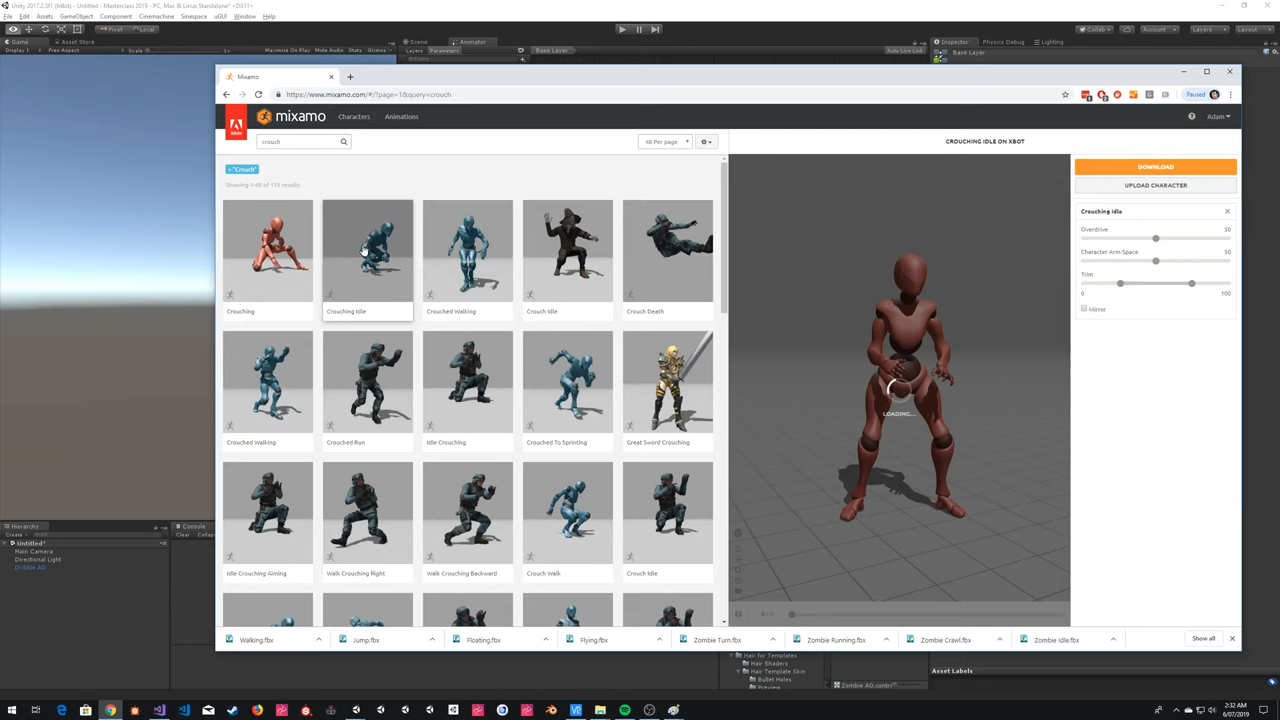 Unity 2017.2.5f1 (64bit) - Untitled - Masterclass 2019 - PC, Mac & Linux Standalone* <DX11>
File Edit Assets GameObject Component Cinemachine Sinespace uGUI Window Help
Pivot Local
Collab Account Layers Layout
Game Asset Store Scene Animator Inspector Physics Debug Lighting
Display 1 Free Aspect Scale 1x Maximize On Play Mute Audio Stats Gizmos Layers Parameters Base Layer Auto Live Link Base Layer
Mixamo
https://www.mixamo.com/#/?page=1&query=crouch
Paused
mixamo Characters Animations Adam
Adobe
crouch
48 Per page
CROUCHING IDLE ON XBOT
"Crouch"
Showing 1-48 of 173 results
DOWNLOAD
UPLOAD CHARACTER
Crouching Idle
Overdrive 50
Character Arm-Space 50
Trim
0 100
Mirror
Crouching Crouching Idle Crouched Walking Crouch Idle Crouch Death
Crouched Walking Crouched Run Idle Crouching Crouched To Sprinting Great Sword Crouching
Idle Crouching Aiming Walk Crouching Right Walk Crouching Backward Crouch Walk Crouch Idle
LOADING...
Hierarchy Console
Create Clear Collaps
Untitled*
Main Camera
Directional Light
Dribble AO
Walking.fbx Jump.fbx Floating.fbx Flying.fbx Zombie Turn.fbx Zombie Running.fbx Zombie Crawl.fbx Zombie Idle.fbx Show all
Hair for Templates
Hair Shaders
Hair Template Skin
Bullet Holes
Preview
Zombie AO.contr
Asset Labels
2:32 AM
6/07/2019